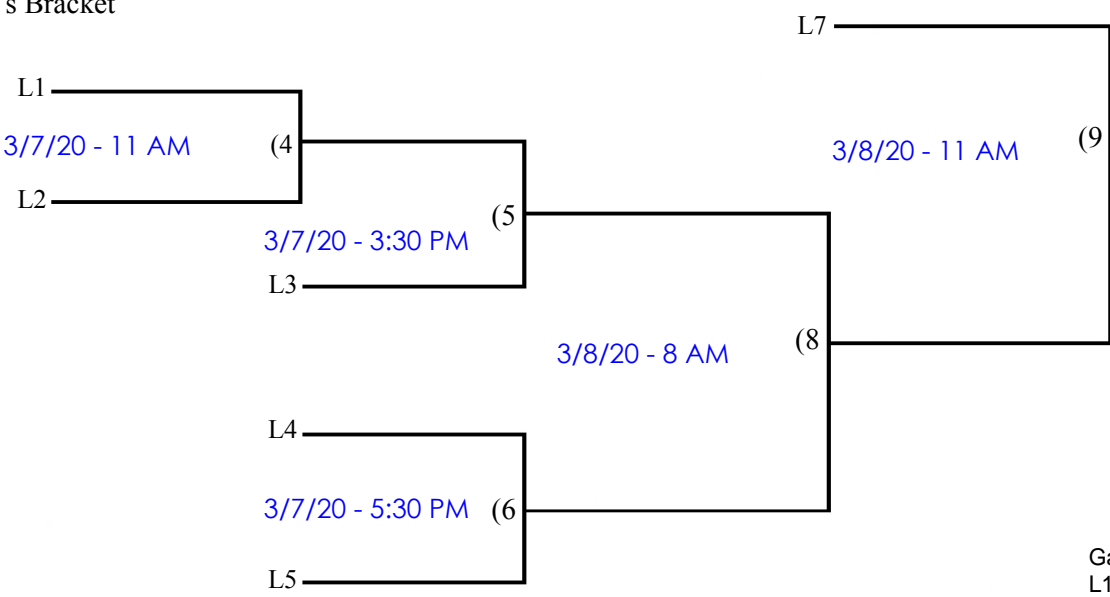 s Bracket
L7
L1
3/7/20 - 11 AM
(4
L2
3/8/20 - 11 AM
(9
(5
3/7/20 - 3:30 PM
L3
3/8/20 - 8 AM
(8
L4
3/7/20 - 5:30 PM
(6
L5
Ga
L1